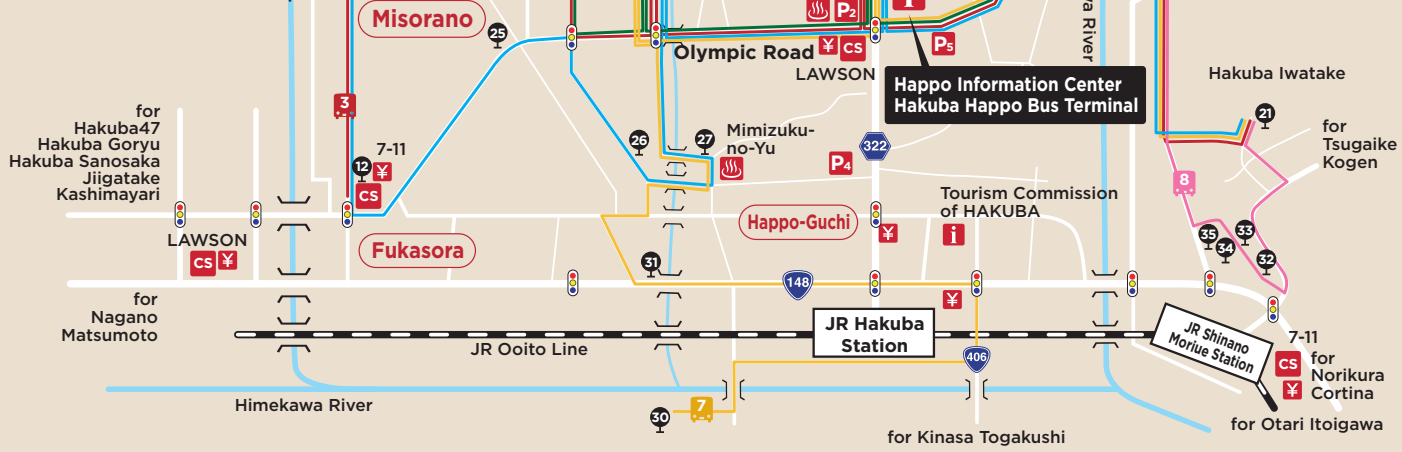 Misorano
25
P2
i
Olympic Road
¥
CS
P5
LAWSON
Happo Information Center
Hakuba Happo Bus Terminal
River
Hakuba Iwatake
21
for
Tsugaike
Kogen
for
Hakuba47
Hakuba Goryu
Hakuba Sanosaka
Jiigatake
Kashimayari
3
7-11
12
¥
CS
26
27
Mimizuku-
no-Yu
322
P4
8
Tourism Commission
of HAKUBA
i
Happo-Guchi
¥
LAWSON
CS
¥
Fukasora
35
34
33
32
31
148
¥
for
Nagano
Matsumoto
JR Ooito Line
JR Hakuba
Station
406
JR Shinano
Moriue Station
7-11
CS
¥
for
Norikura
Cortina
Himekawa River
30
7
for Kinasa Togakushi
for Otari Itoigawa